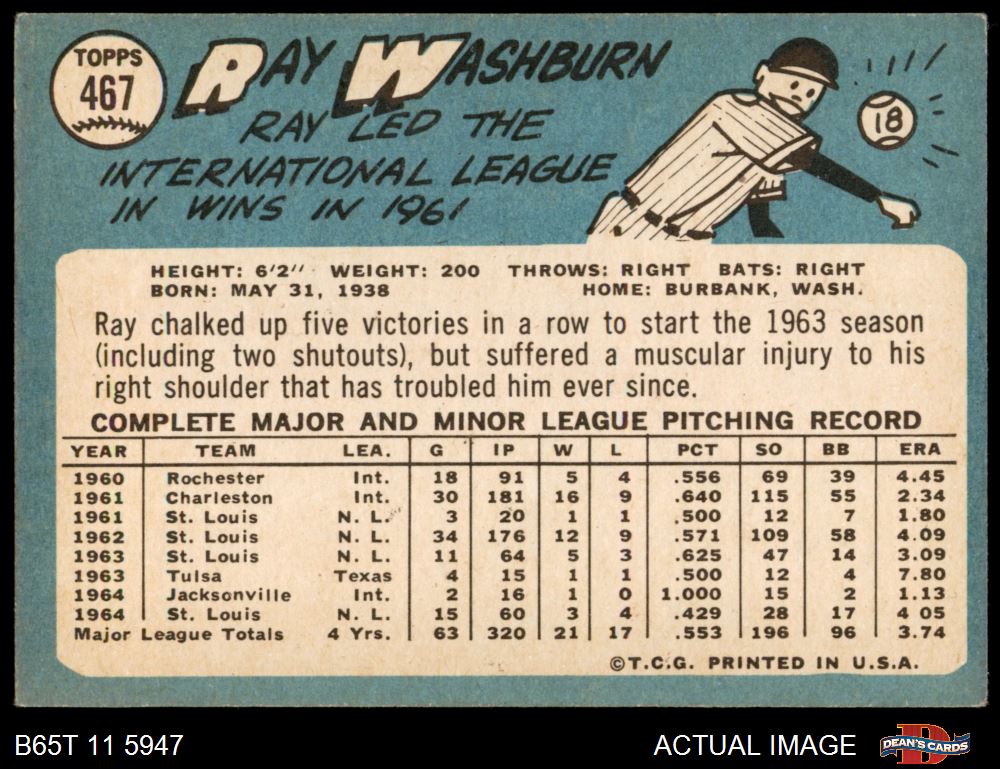 TOPPS
467
RAY WASHBURN
18
RAY LED THE
INTERNATIONAL LEAGUE
IN WINS IN 1961
HEIGHT: 6'2" WEIGHT: 200 THROWS: RIGHT BATS: RIGHT
BORN: MAY 31, 1938 HOME: BURBANK, WASH.
Ray chalked up five victories in a row to start the 1963 season
(including two shutouts), but suffered a muscular injury to his
right shoulder that has troubled him ever since.
COMPLETE MAJOR AND MINOR LEAGUE PITCHING RECORD
YEAR TEAM LEA. G IP W L PCT SO BB ERA
1960 Rochester Int. 18 91 5 4 .556 69 39 4.45
1961 Charleston Int. 30 181 16 9 .640 115 55 2.34
1961 St. Louis N. L. 3 20 1 1 .500 12 7 1.80
1962 St. Louis N. L. 34 176 12 9 .571 109 58 4.09
1963 St. Louis N. L. 11 64 5 3 .625 47 14 3.09
1963 Tulsa Texas 4 15 1 1 .500 12 4 7.80
1964 Jacksonville Int. 2 16 1 0 1.000 15 2 1.13
1964 St. Louis N. L. 15 60 3 4 .429 28 17 4 05
Major League Totals 4 Yrs. 63 320 21 17 .553 196 96 3.74
©T.C.G. PRINTED IN U.S.A.
B65T 11 5947 ACTUAL IMAGE DEAN'S CARDS